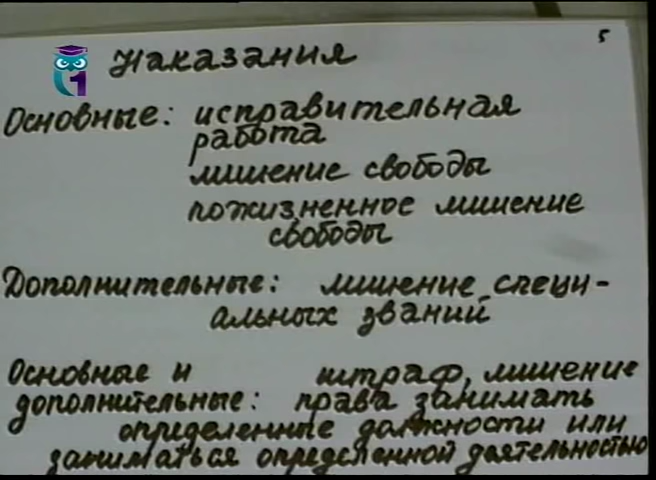 5
Наказания
Основные: исправительная
работа
лишение свободы
пожизненное лишение
свободы
Дополнительные: лишение специ-
альных званий
Основные и штраф, лишение
дополнительные: права занимать
определенные должности или
заниматься определенной деятельностью
1